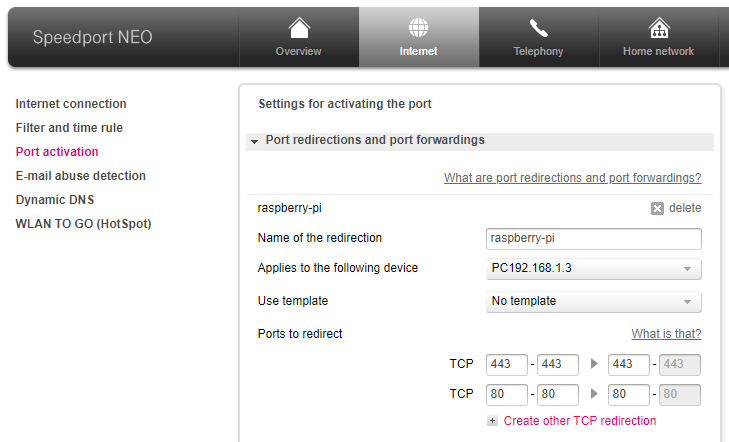 Speedport NEO
Overview
Internet
Telephony
Home network
Internet connection
Filter and time rule
Port activation
E-mail abuse detection
Dynamic DNS
WLAN TO GO (HotSpot)
Settings for activating the port
Port redirections and port forwardings
What are port redirections and port forwardings?
raspberry-pi delete
Name of the redirection raspberry-pi
Applies to the following device PC192.168.1.3
Use template No template
Ports to redirect What is that?
TCP 443 - 443 443 - 443
TCP 80 - 80 80 - 80
Create other TCP redirection